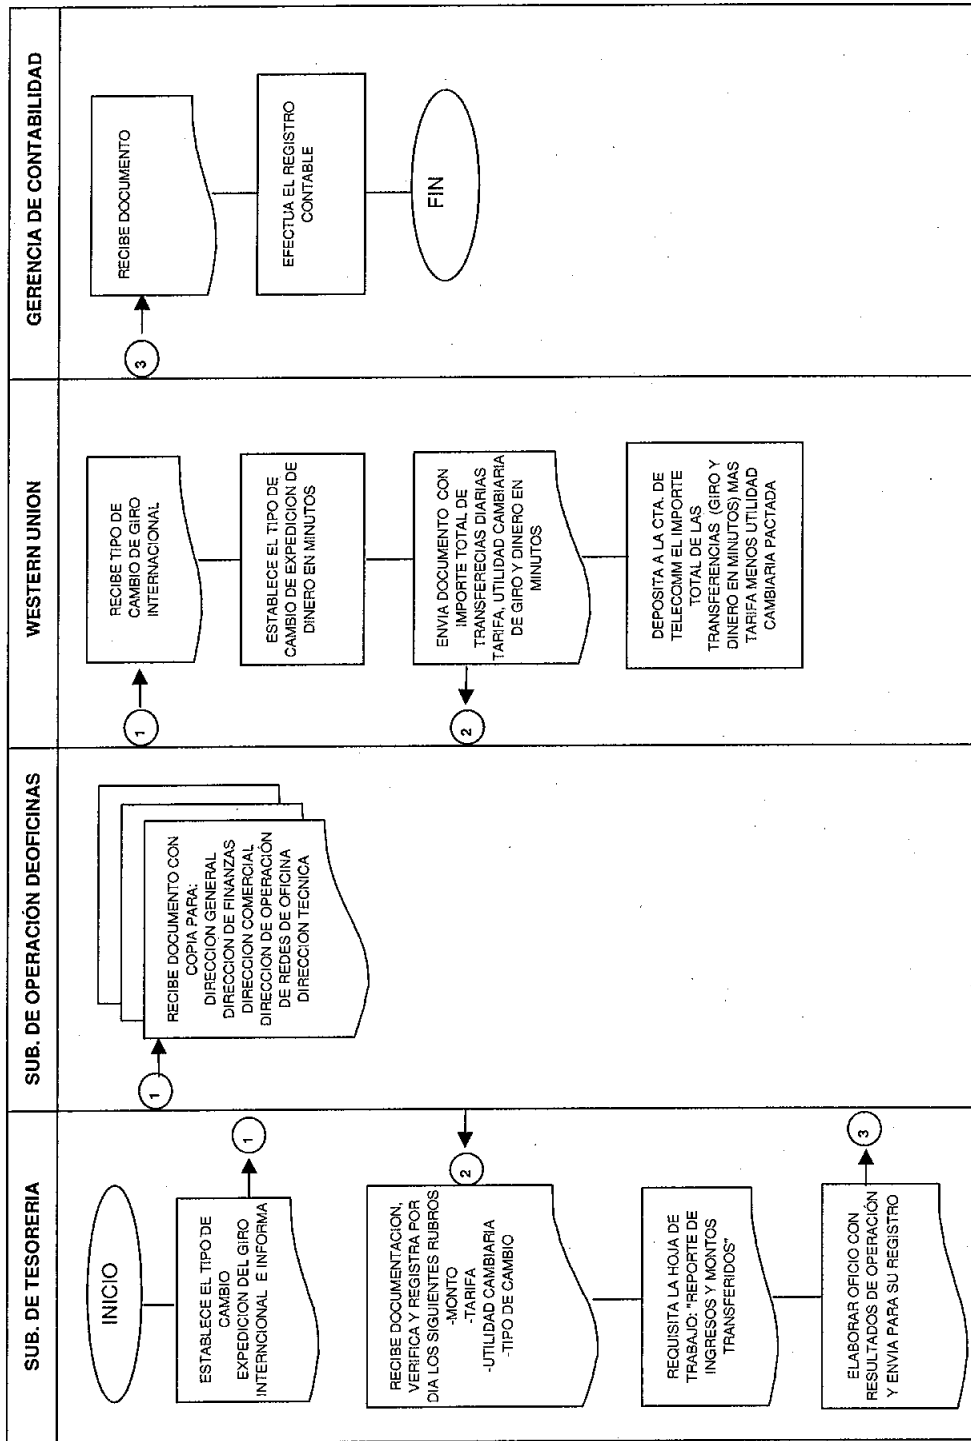 SUB. DE TESORERIA
INICIO
ESTABLECE EL TIPO DE
CAMBIO
EXPEDICION DEL GIRO
INTERNCIONAL E INFORMA
1
RECIBE DOCUMENTACION,
VERIFICA Y REGISTRA POR
DIA LOS SIGUIENTES RUBROS
-MONTO
-TARIFA
-UTILIDAD CAMBIARIA
-TIPO DE CAMBIO
2
REQUISITA LA HOJA DE
TRABAJO: "REPORTE DE
INGRESOS Y MONTOS
TRANSFERIDOS"
ELABORAR OFICIO CON
RESULTADOS DE OPERACIÓN
Y ENVIA PARA SU REGISTRO
3
SUB. DE OPERACIÓN DEOFICINAS
1
RECIBE DOCUMENTO CON
COPIA PARA:
DIRECCION GENERAL
DIRECCION DE FINANZAS
DIRECCION COMERCIAL
DIRECCION DE OPERACIÓN
DE REDES DE OFICINA
DIRECCION TECNICA
WESTERN UNION
1
RECIBE TIPO DE
CAMBIO DE GIRO
INTERNACIONAL
ESTABLECE EL TIPO DE
CAMBIO DE EXPEDICION DE
DINERO EN MINUTOS
2
ENVIA DOCUMENTO CON
IMPORTE TOTAL DE
TRANSFERECIAS DIARIAS
TARIFA, UTILIDAD CAMBIARIA
DE GIRO Y DINERO EN
MINUTOS
DEPOSITA A LA CTA. DE
TELECOMM EL IMPORTE
TOTAL DE LAS
TRANSFERENCIAS (GIRO Y
DINERO EN MINUTOS) MAS
TARIFA MENOS UTILIDAD
CAMBIARIA PACTADA
GERENCIA DE CONTABILIDAD
3
RECIBE DOCUMENTO
EFECTUA EL REGISTRO
CONTABLE
FIN